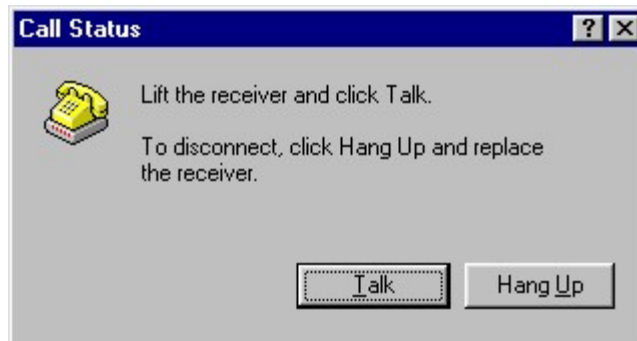 Call Status
Lift the receiver and click Talk.
To disconnect, click Hang Up and replace
the receiver.
Talk
Hang Up